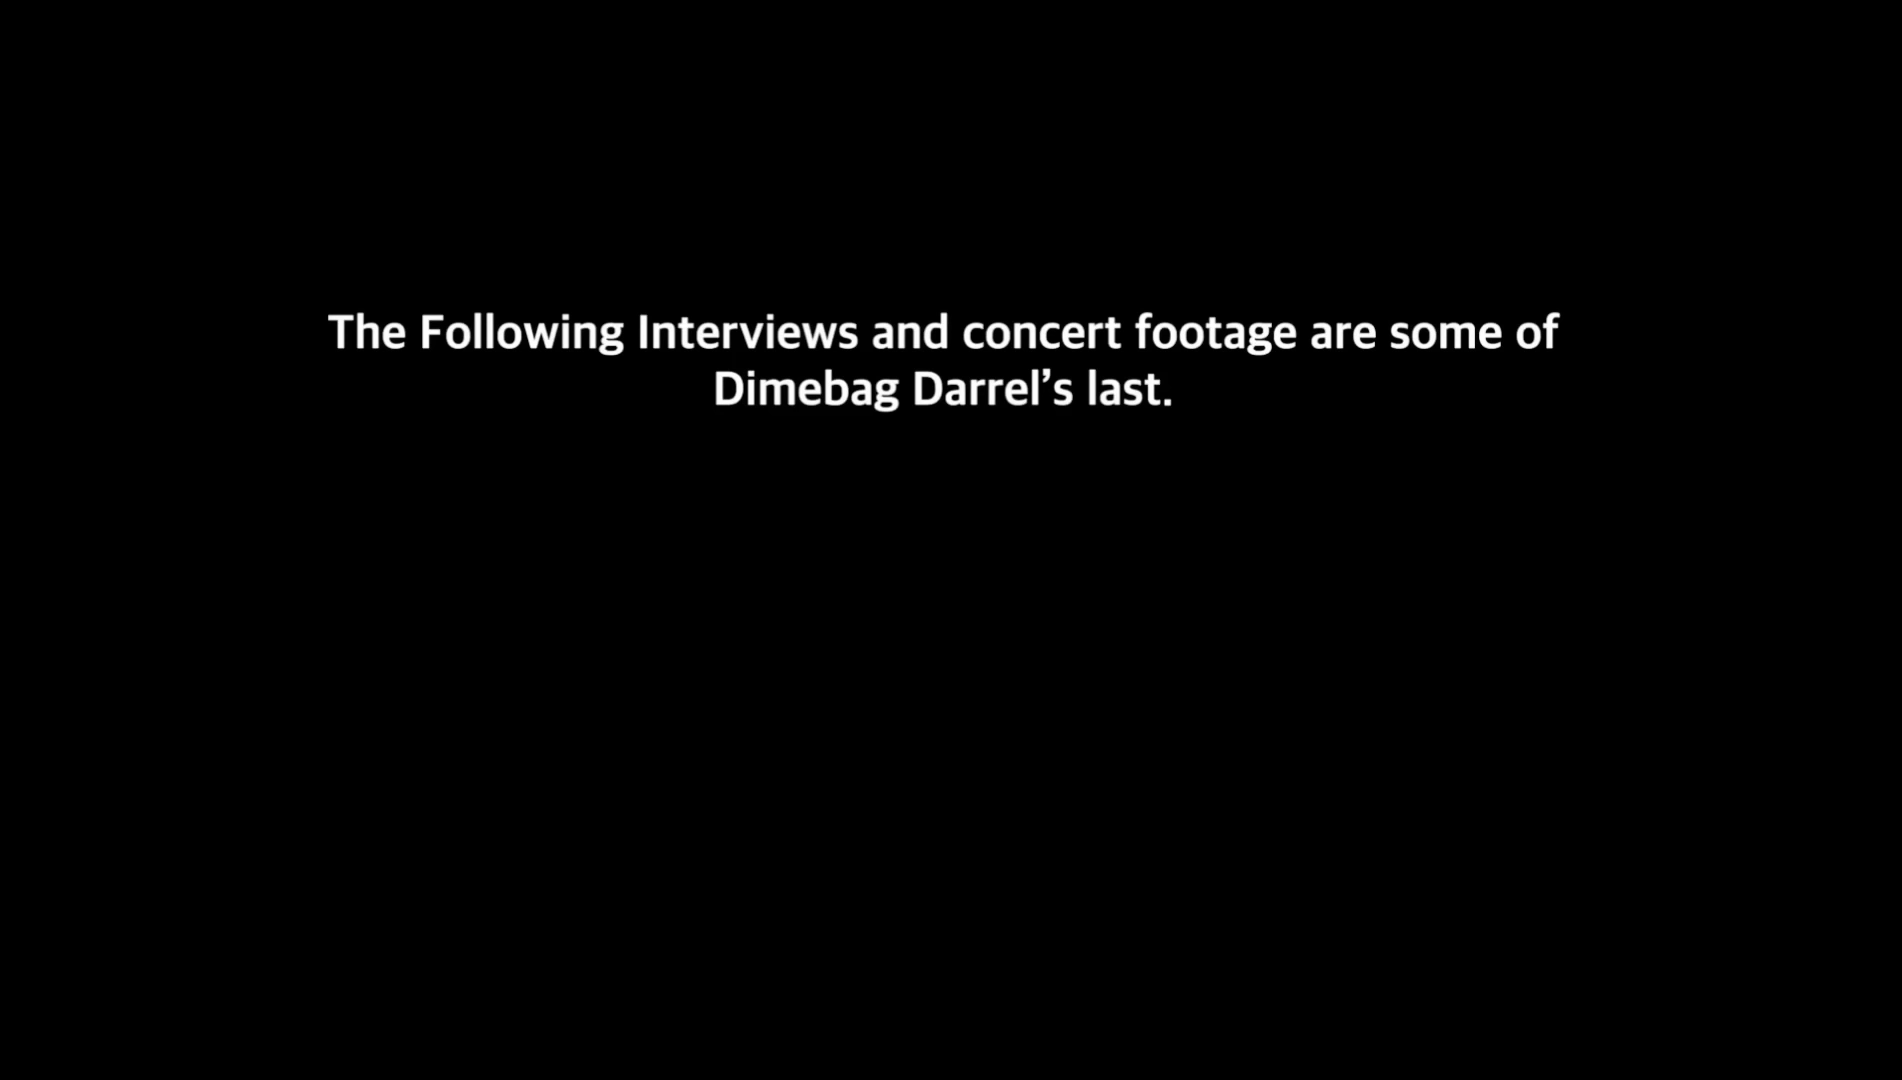 The Following Interviews and concert footage are some of
Dimebag Darrel’s last.